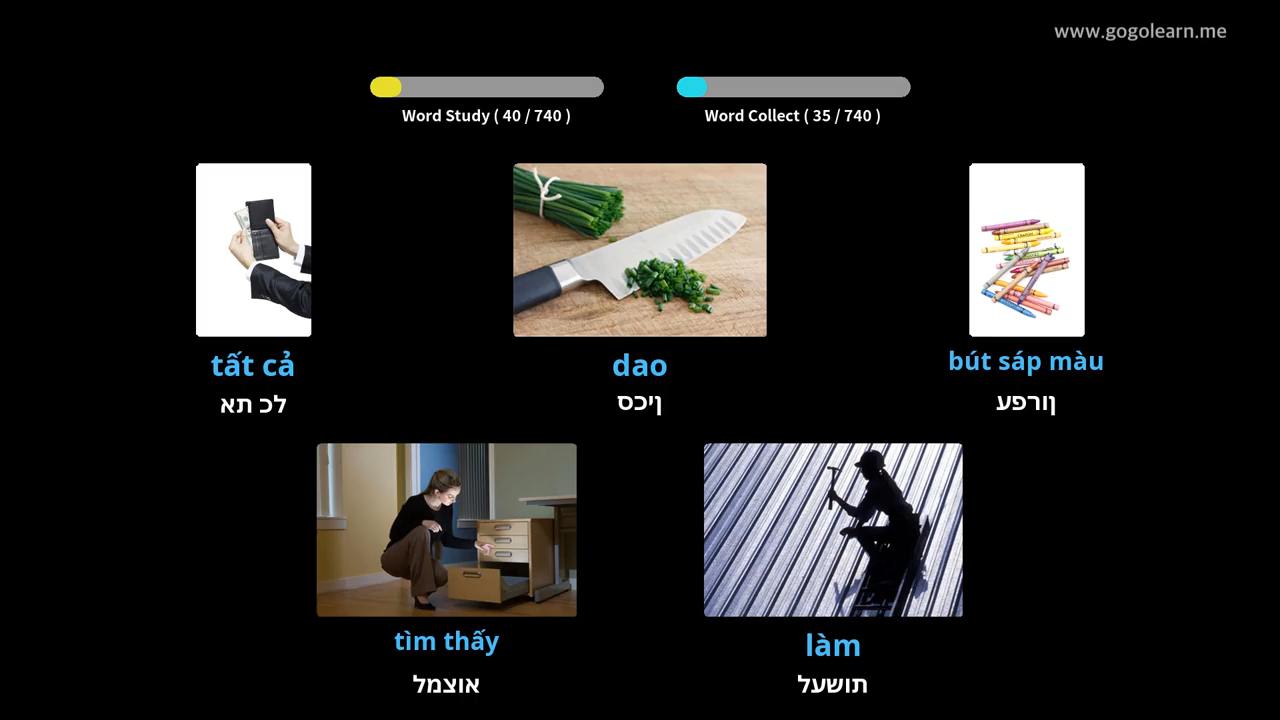 www.gogolearn.me
Word Study ( 40 / 740 )
Word Collect ( 35 / 740 )
tất cả
את כל
dao
סכין
bút sáp màu
עפרון
tìm thấy
למצוא
làm
לעשות